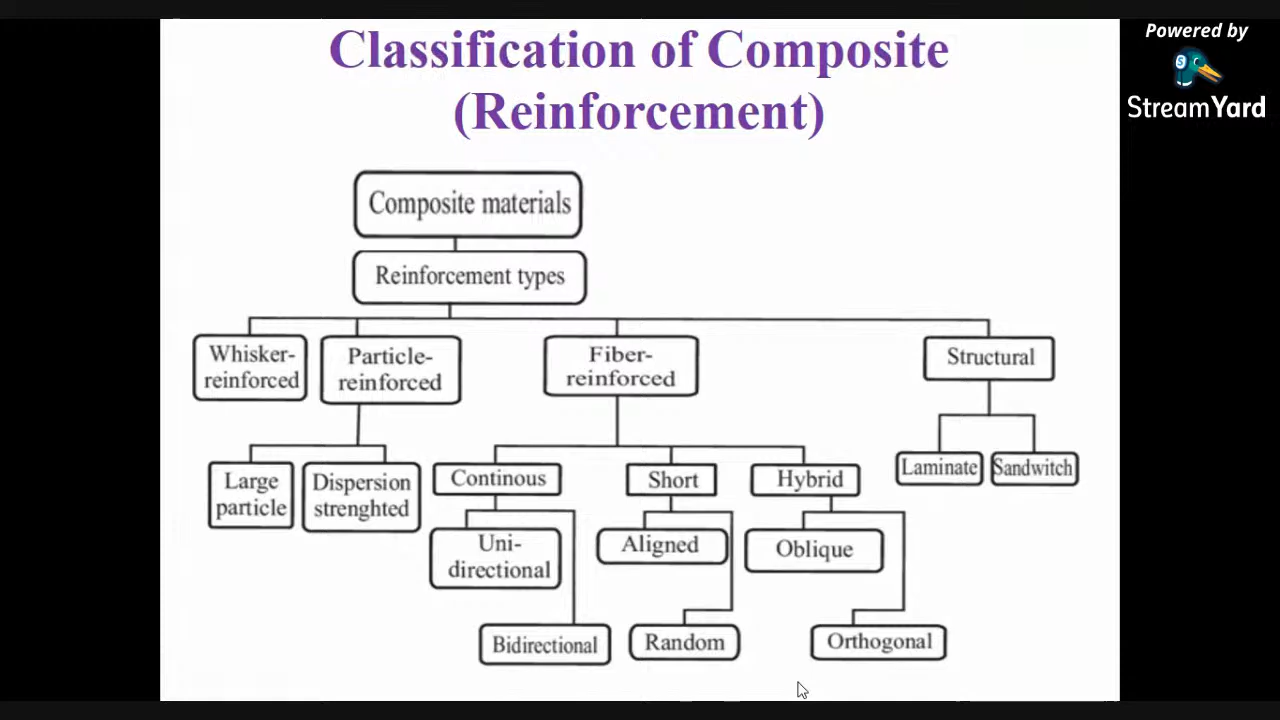 Classification of Composite
(Reinforcement)
Powered by
StreamYard
Composite materials
Reinforcement types
Whisker-
reinforced
Particle-
reinforced
Fiber-
reinforced
Structural
Large
particle
Dispersion
strenghted
Continous
Short
Hybrid
Laminate
Sandwitch
Uni-
directional
Aligned
Oblique
Bidirectional
Random
Orthogonal